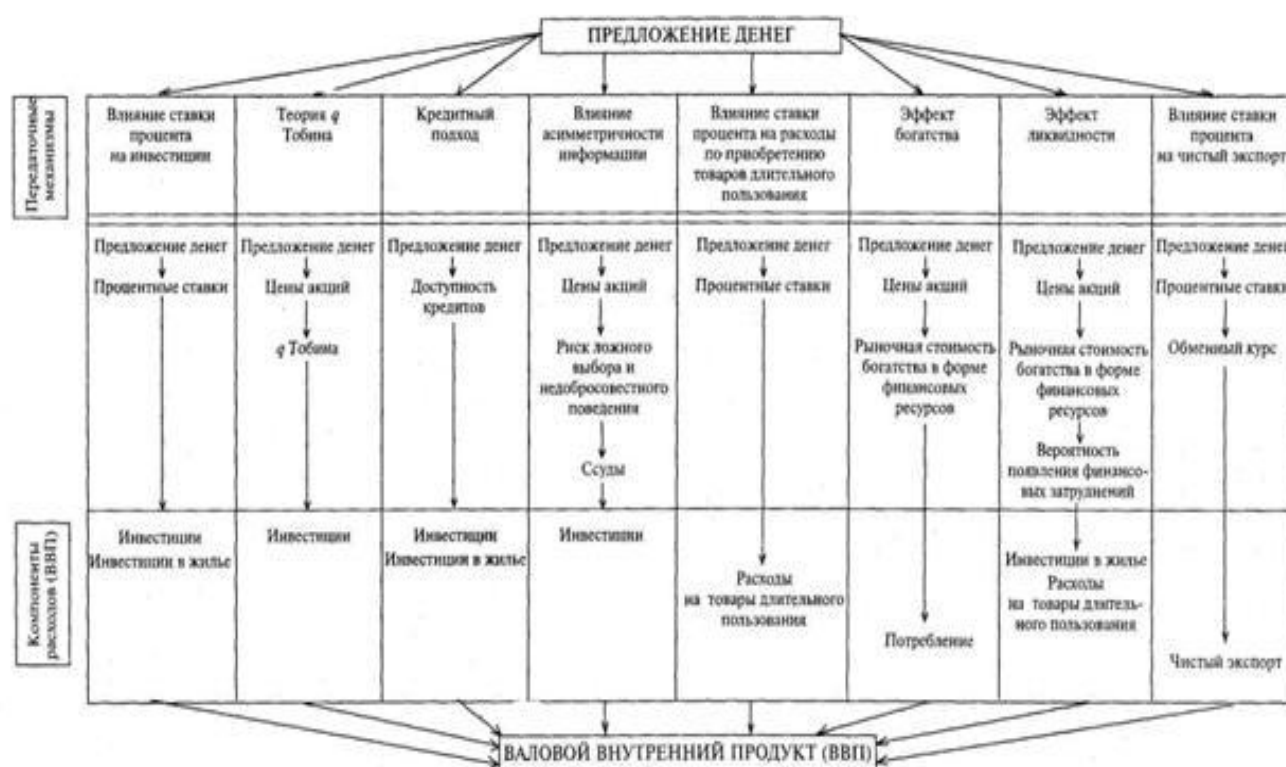 ПРЕДЛОЖЕНИЕ ДЕНЕГ
Передаточные
механизмы
Влияние ставки
процента
на инвестиции
Теория q
Тобина
Кредитный
подход
Влияние
асимметричности
информации
Влияние ставки
процента на расходы
по приобретению
товаров длительного
пользования
Эффект
богатства
Эффект
ликвидности
Влияние ставки
процента
на чистый экспорт
Предложение денег
Процентные ставки
Предложение денег
Цены акций
q Тобина
Предложение денег
Доступность
кредитов
Предложение денег
Цены акций
Риск ложного
выбора и
недобросовестного
поведения
Ссуды
Предложение денег
Процентные ставки
Предложение денег
Цены акций
Рыночная стоимость
богатства в форме
финансовых
ресурсов
Предложение денег
Цены акций
Рыночная стоимость
богатства в форме
финансовых
ресурсов
Вероятность
появления финансо-
вых затруднений
Предложение денег
Процентные ставки
Обменный курс
Компоненты
расходов (ВВП)
Инвестиции
Инвестиции в жилье
Инвестиции
Инвестиции
Инвестиции в жилье
Инвестиции
Расходы
на товары длительного
пользования
Потребление
Инвестиции в жилье
Расходы
на товары длитель-
ного пользования
Чистый экспорт
ВАЛОВОЙ ВНУТРЕННИЙ ПРОДУКТ (ВВП)